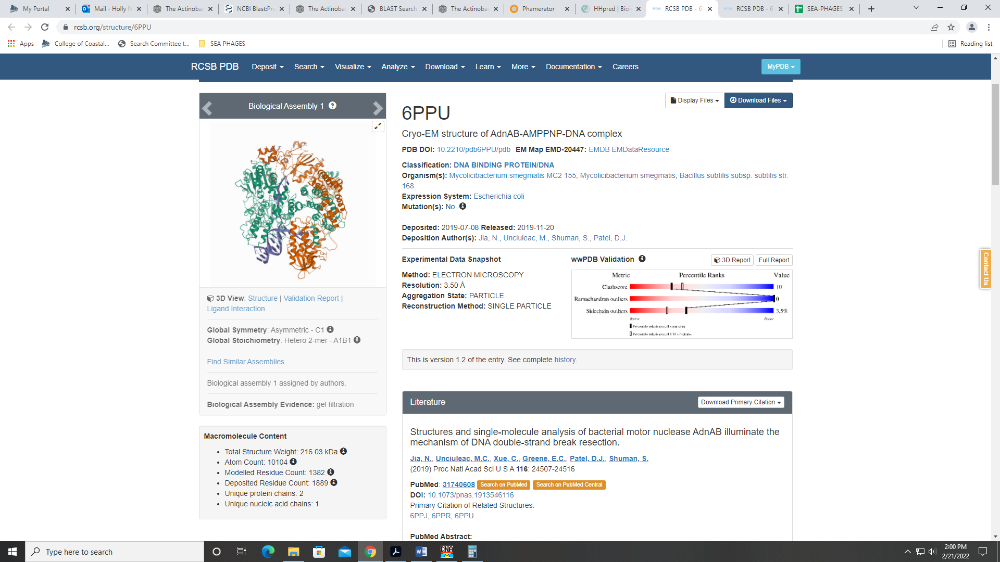 My Portal
Mail - Holly N
The Actinoba
NCBI Blast:Pro
The Actinoba
BLAST Search
The Actinoba
Phamerator
HHpred | Bioi
RCSB PDB - 6
RCSB PDB - 6
SEA-PHAGES
rcsb.org/structure/6PPU
Apps
College of Coastal...
Search Committee t...
SEA PHAGES
Reading list
RCSB PDB Deposit Search Visualize Analyze Download Learn More Documentation Careers MyPDB
Biological Assembly 1
3D View: Structure | Validation Report |
Ligand Interaction
Global Symmetry: Asymmetric - C1
Global Stoichiometry: Hetero 2-mer - A1B1
Find Similar Assemblies
Biological assembly 1 assigned by authors.
Biological Assembly Evidence: gel filtration
Macromolecule Content
Total Structure Weight: 216.03 kDa
Atom Count: 10104
Modelled Residue Count: 1382
Deposited Residue Count: 1889
Unique protein chains: 2
Unique nucleic acid chains: 1
Display Files Download Files
6PPU
Cryo-EM structure of AdnAB-AMPPNP-DNA complex
PDB DOI: 10.2210/pdb6PPU/pdb EM Map EMD-20447: EMDB EMDataResource
Classification: DNA BINDING PROTEIN/DNA
Organism(s): Mycolicibacterium smegmatis MC2 155, Mycolicibacterium smegmatis, Bacillus subtilis subsp. subtilis str.
168
Expression System: Escherichia coli
Mutation(s): No
Deposited: 2019-07-08 Released: 2019-11-20
Deposition Author(s): Jia, N., Unciuleac, M., Shuman, S., Patel, D.J.
Experimental Data Snapshot
Method: ELECTRON MICROSCOPY
Resolution: 3.50 Å
Aggregation State: PARTICLE
Reconstruction Method: SINGLE PARTICLE
wwPDB Validation
3D Report Full Report
Metric Percentile Ranks Value
Clashscore 10
Ramachandran outliers 0
Sidechain outliers 3.5%
Worse Better
Percentile relative to all structures
Percentile relative to all EM structures
This is version 1.2 of the entry. See complete history.
Literature
Download Primary Citation
Structures and single-molecule analysis of bacterial motor nuclease AdnAB illuminate the
mechanism of DNA double-strand break resection.
Jia, N., Unciuleac, M.C., Xue, C., Greene, E.C., Patel, D.J., Shuman, S.
(2019) Proc Natl Acad Sci U S A 116: 24507-24516
PubMed: 31740608 Search on PubMed Search on PubMed Central
DOI: 10.1073/pnas.1913546116
Primary Citation of Related Structures:
6PPJ, 6PPR, 6PPU
PubMed Abstract:
Contact Us
Type here to search
DNA
2:00 PM
2/21/2022